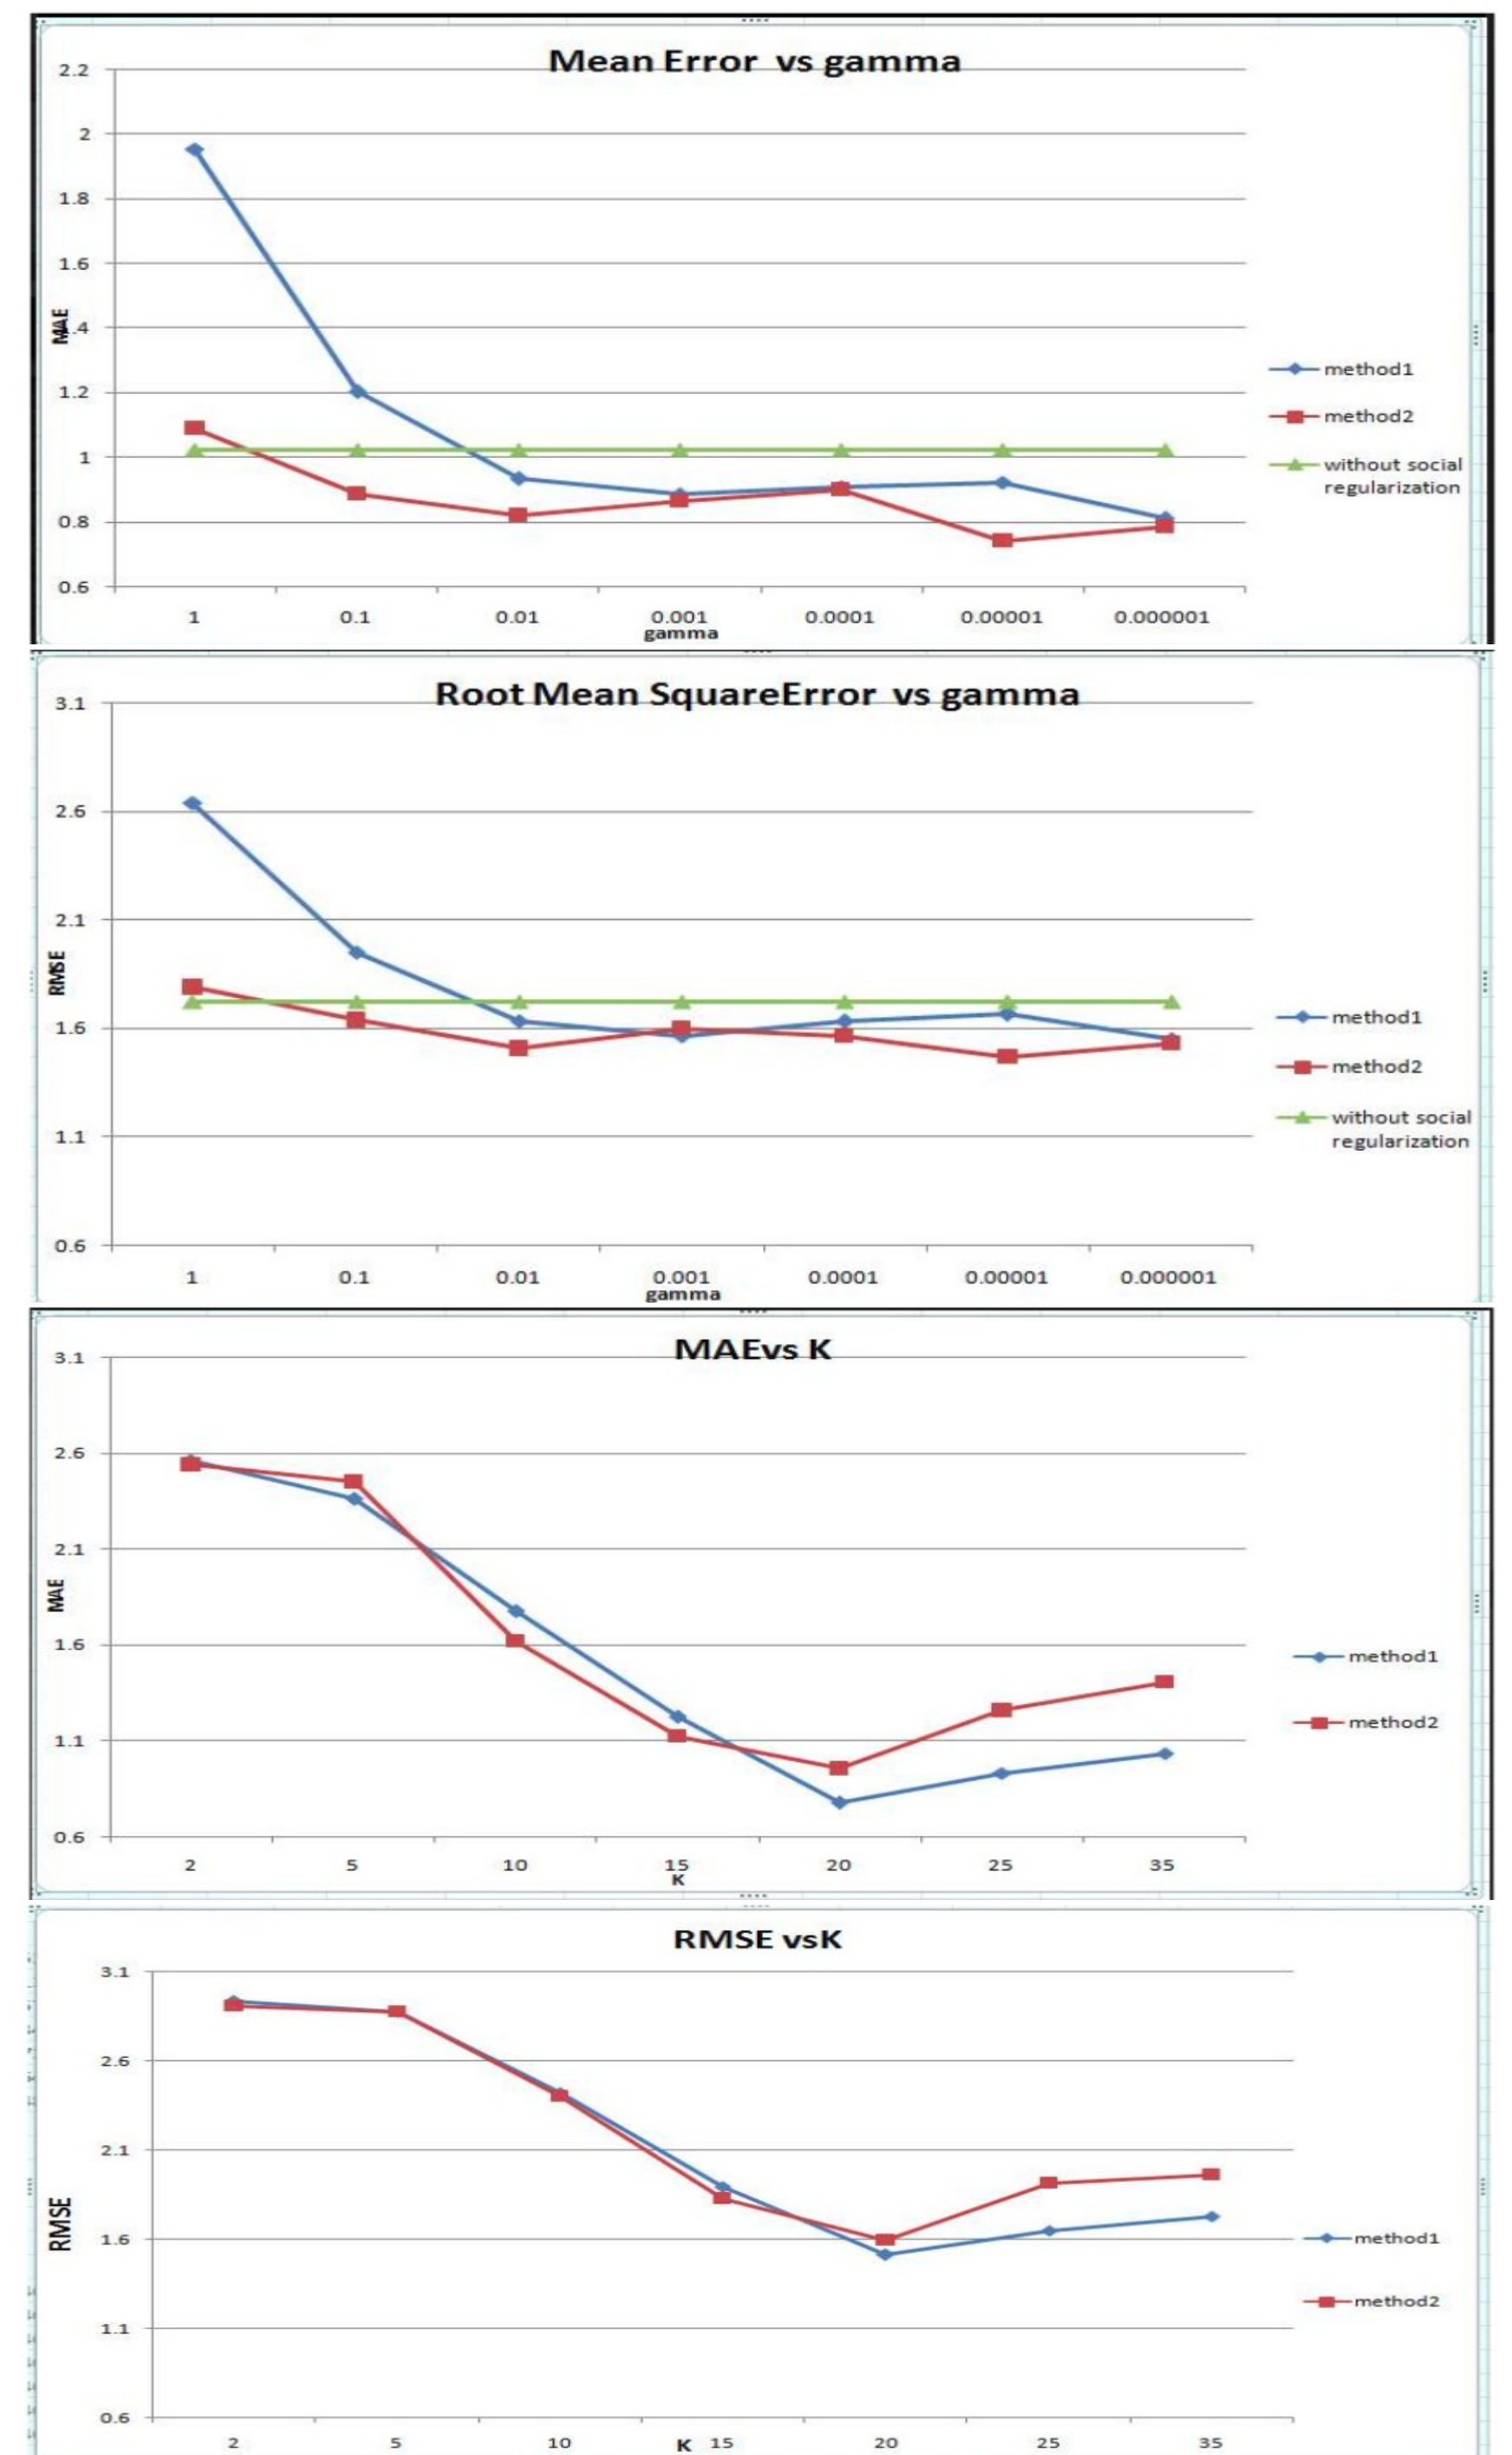 Mean Error vs gamma
2.2
2
1.8
1.6
1.4
1.2
1
0.8
0.6
MAE
1 0.1 0.01 0.001 0.0001 0.00001 0.000001
gamma
method1
method2
without social
regularization
Root Mean SquareError vs gamma
3.1
2.6
2.1
1.6
1.1
0.6
RMSE
1 0.1 0.01 0.001 0.0001 0.00001 0.000001
gamma
method1
method2
without social
regularization
MAEvs K
3.1
2.6
2.1
1.6
1.1
0.6
MAE
2 5 10 15 20 25 35
K
method1
method2
RMSE vsK
3.1
2.6
2.1
1.6
1.1
0.6
RMSE
2 5 10 K 15 20 25 35
method1
method2